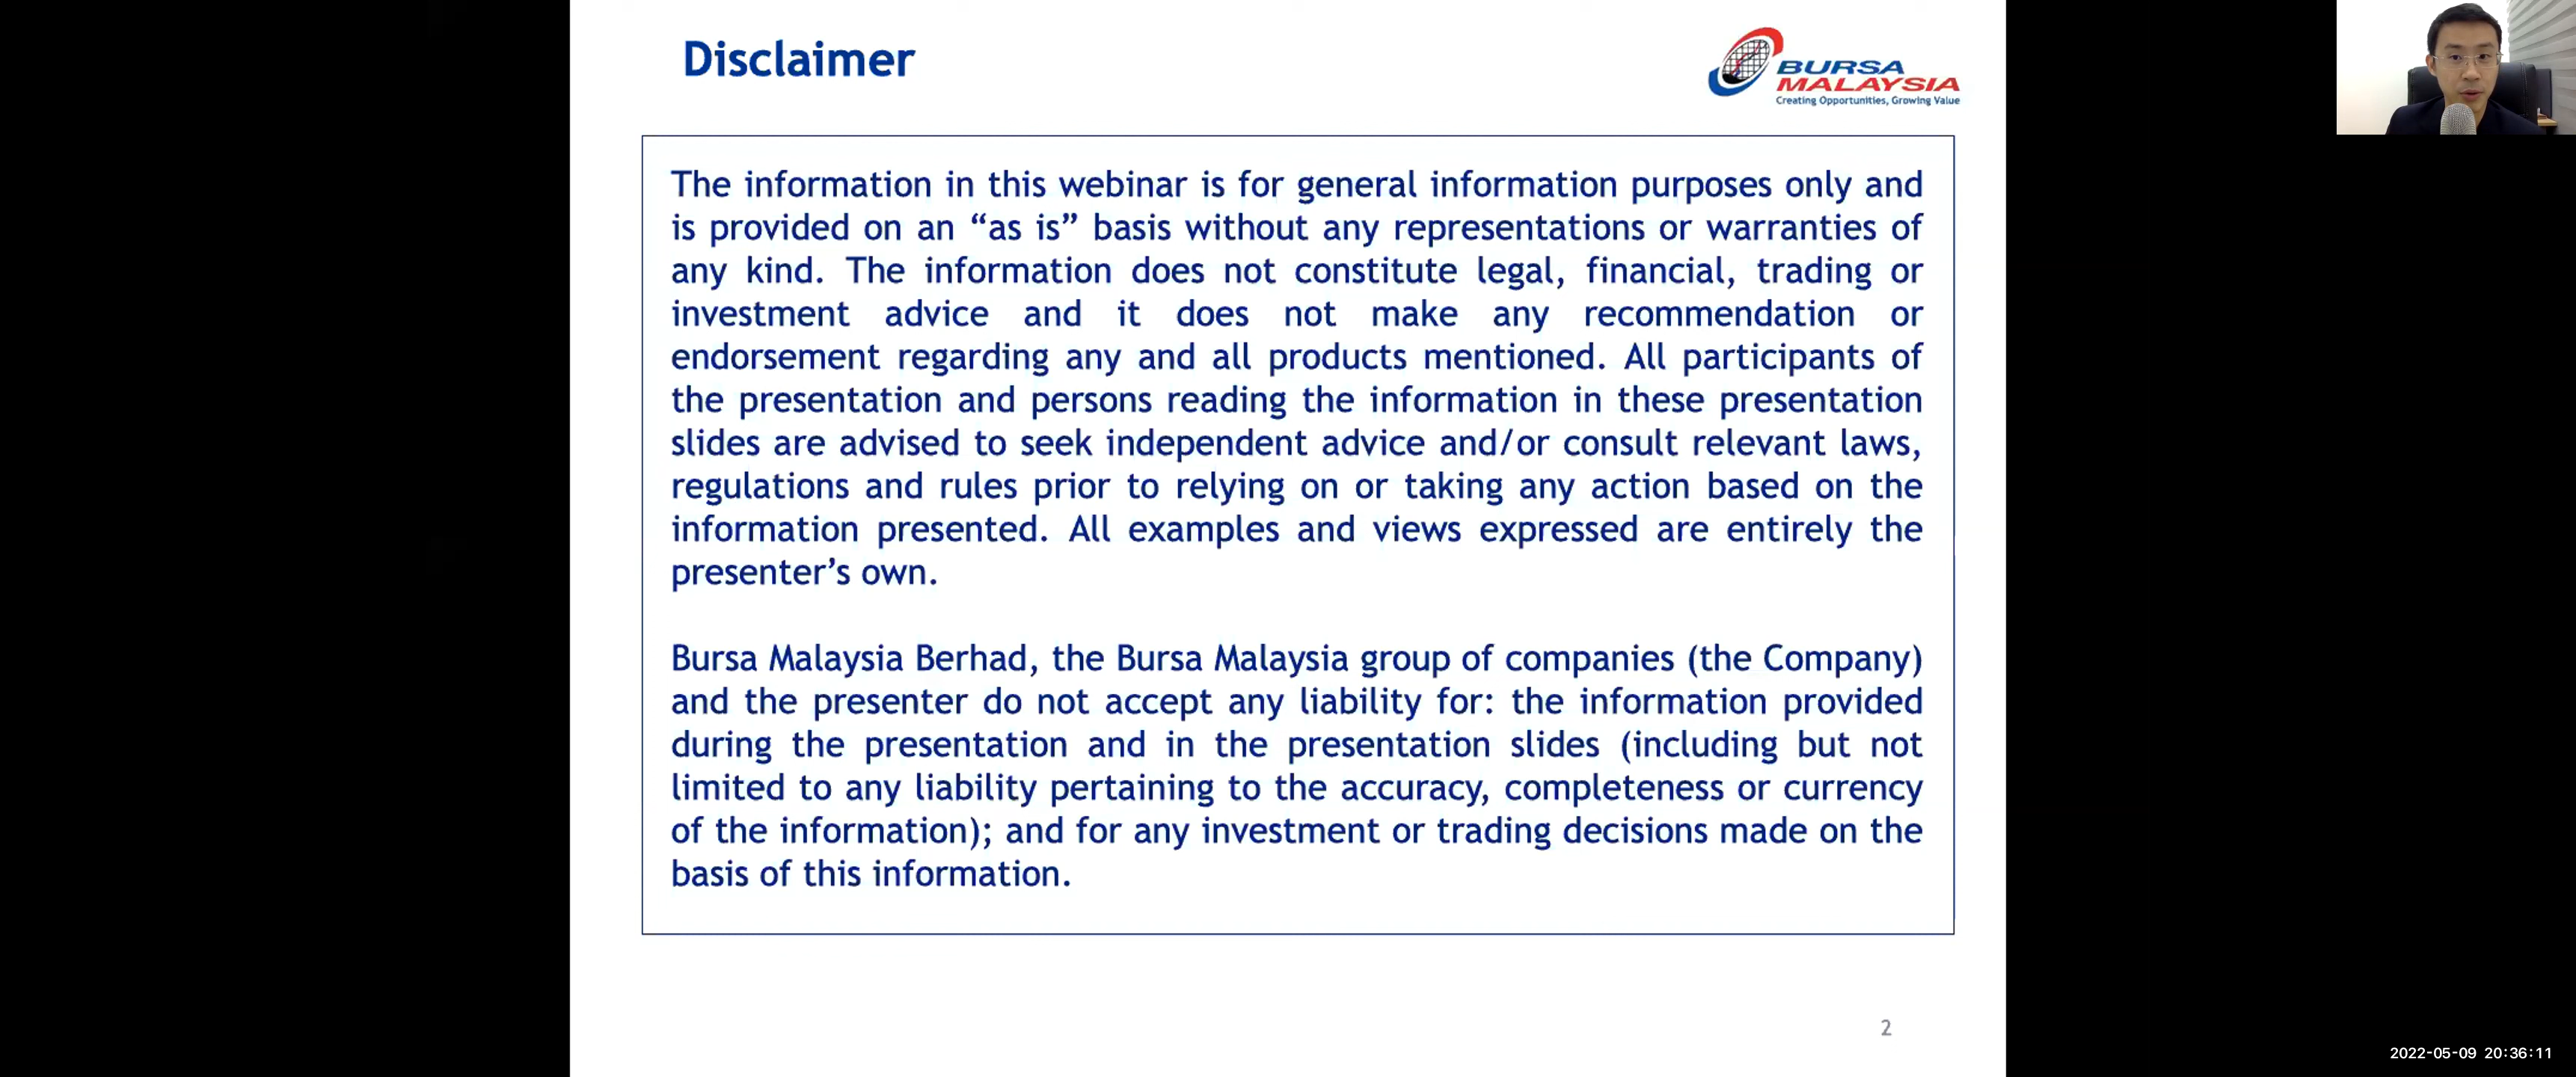 Disclaimer
BURSA
MALAYSIA
Creating Opportunities, Growing Value
The information in this webinar is for general information purposes only and
is provided on an “as is” basis without any representations or warranties of
any kind. The information does not constitute legal, financial, trading or
investment advice and it does not make any recommendation or
endorsement regarding any and all products mentioned. All participants of
the presentation and persons reading the information in these presentation
slides are advised to seek independent advice and/or consult relevant laws,
regulations and rules prior to relying on or taking any action based on the
information presented. All examples and views expressed are entirely the
presenter’s own.
Bursa Malaysia Berhad, the Bursa Malaysia group of companies (the Company)
and the presenter do not accept any liability for: the information provided
during the presentation and in the presentation slides (including but not
limited to any liability pertaining to the accuracy, completeness or currency
of the information); and for any investment or trading decisions made on the
basis of this information.
2
2022-05-09 20:36:11